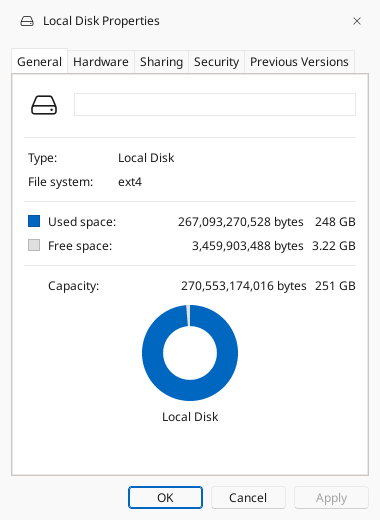 Local Disk Properties
General Hardware Sharing Security Previous Versions
Type: Local Disk
File system: ext4
Used space: 267,093,270,528 bytes 248 GB
Free space: 3,459,903,488 bytes 3.22 GB
Capacity: 270,553,174,016 bytes 251 GB
Local Disk
OK Cancel Apply